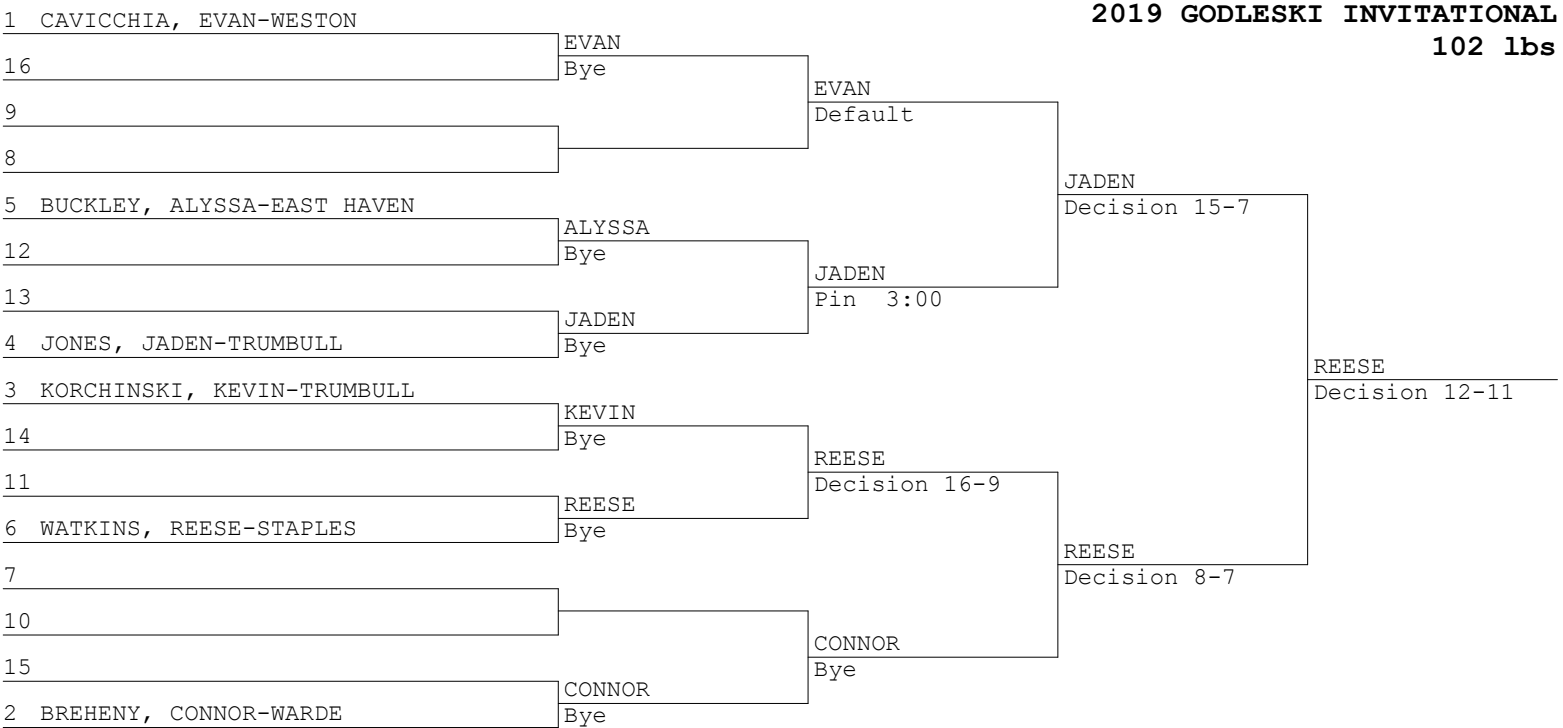 2019 GODLESKI INVITATIONAL
102 lbs
1 CAVICCHIA, EVAN-WESTON
EVAN
16
Bye
EVAN
9
Default
8
JADEN
5 BUCKLEY, ALYSSA-EAST HAVEN
Decision 15-7
ALYSSA
12
Bye
JADEN
13
Pin 3:00
JADEN
4 JONES, JADEN-TRUMBULL
Bye
REESE
3 KORCHINSKI, KEVIN-TRUMBULL
Decision 12-11
KEVIN
14
Bye
REESE
11
Decision 16-9
REESE
6 WATKINS, REESE-STAPLES
Bye
REESE
7
Decision 8-7
10
CONNOR
15
Bye
CONNOR
2 BREHENY, CONNOR-WARDE
Bye